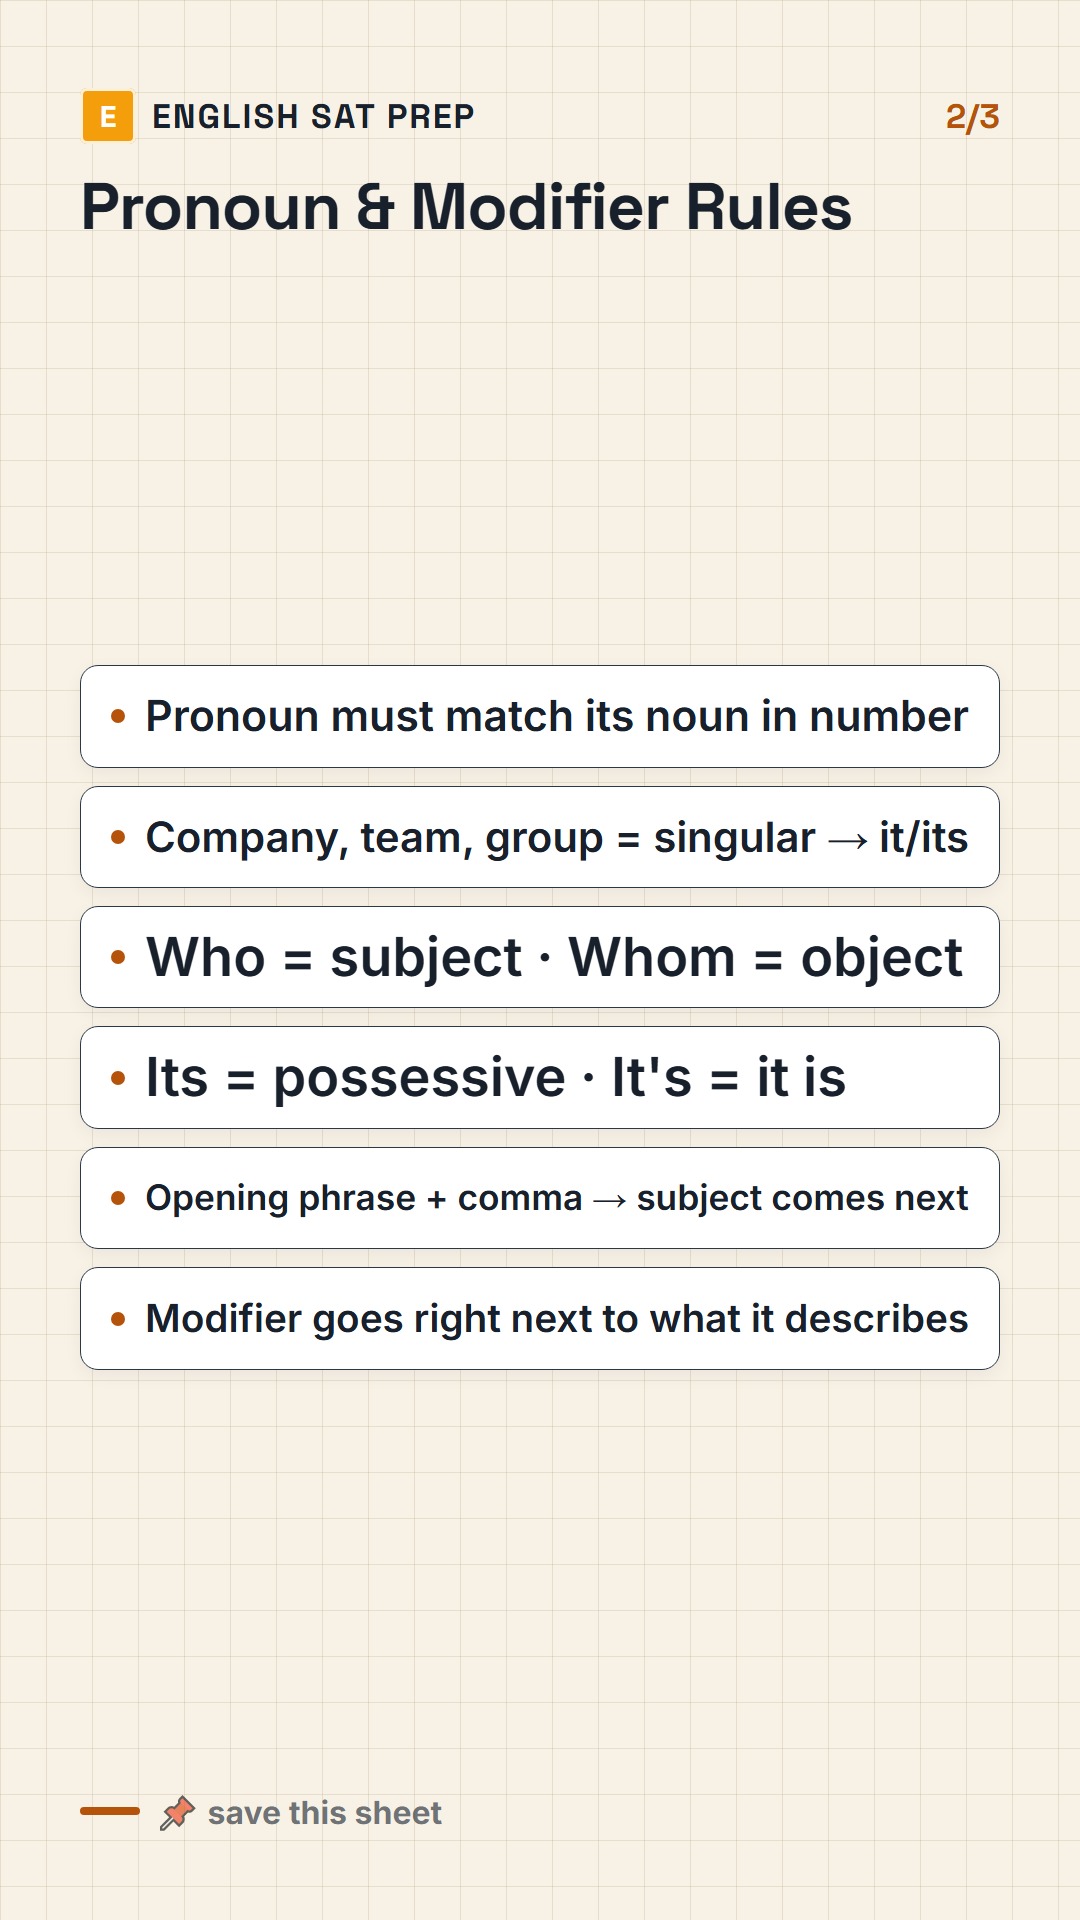 E ENGLISH SAT PREP 2/3
Pronoun & Modifier Rules
• Pronoun must match its noun in number
• Company, team, group = singular → it/its
• Who = subject · Whom = object
• Its = possessive · It's = it is
• Opening phrase + comma → subject comes next
• Modifier goes right next to what it describes
📌 save this sheet